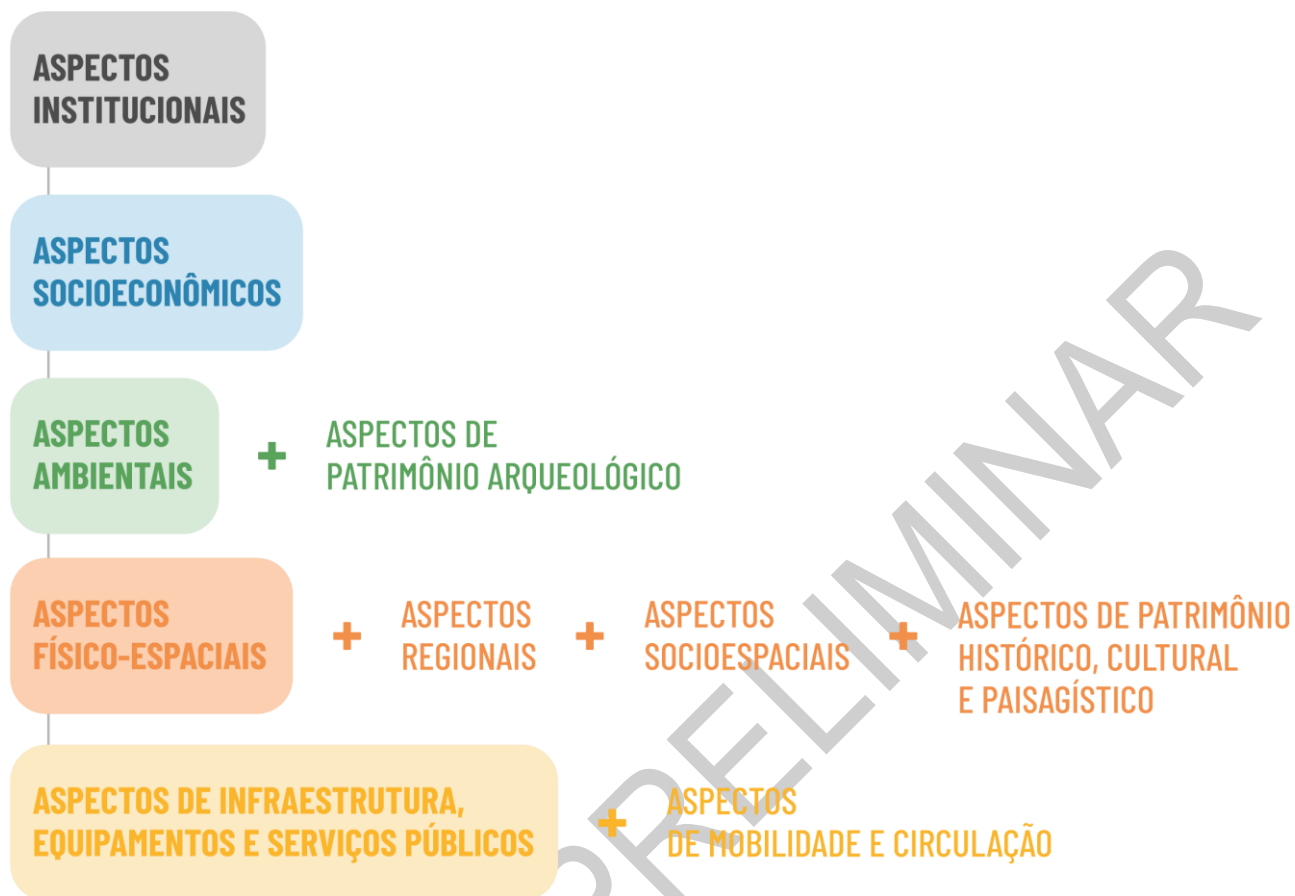 ASPECTOS
INSTITUCIONAIS
ASPECTOS
SOCIOECONÔMICOS
ASPECTOS
AMBIENTAIS
+
ASPECTOS DE
PATRIMÔNIO ARQUEOLÓGICO
ASPECTOS
FÍSICO-ESPACIAIS
+
ASPECTOS
REGIONAIS
+
ASPECTOS
SOCIOESPACIAIS
+
ASPECTOS DE PATRIMÔNIO
HISTÓRICO, CULTURAL
E PAISAGÍSTICO
ASPECTOS DE INFRAESTRUTURA,
EQUIPAMENTOS E SERVIÇOS PÚBLICOS
+
ASPECTOS
DE MOBILIDADE E CIRCULAÇÃO
PRELIMINAR